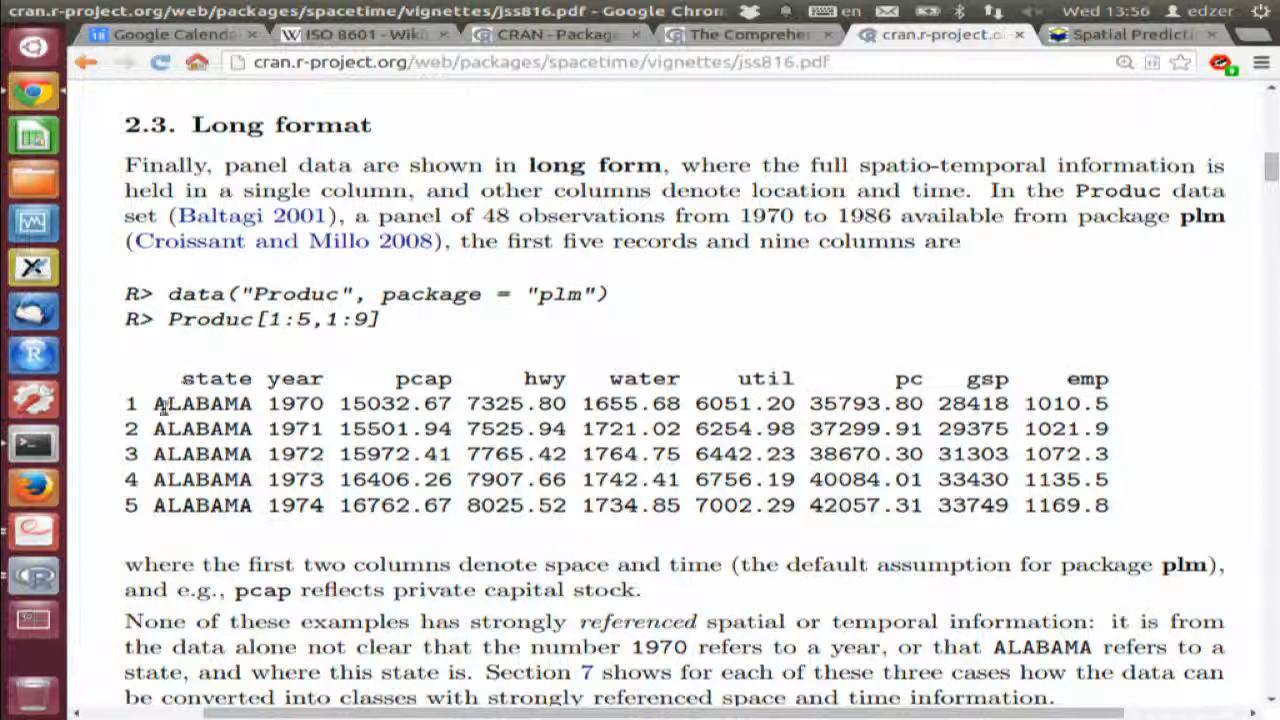 cran.r-project.org/web/packages/spacetime/vignettes/jss816.pdf - Google Chrom en Wed 13:56 edzer
Google Calenda ISO 8601 - Wiki CRAN - Package The Comprehen cran.r-project.o Spatial Predicti
cran.r-project.org/web/packages/spacetime/vignettes/jss816.pdf
2.3. Long format
Finally, panel data are shown in long form, where the full spatio-temporal information is
held in a single column, and other columns denote location and time. In the Produc data
set (Baltagi 2001), a panel of 48 observations from 1970 to 1986 available from package plm
(Croissant and Millo 2008), the first five records and nine columns are
R> data("Produc", package = "plm")
R> Produc[1:5,1:9]
state year pcap hwy water util pc gsp emp
1 ALABAMA 1970 15032.67 7325.80 1655.68 6051.20 35793.80 28418 1010.5
2 ALABAMA 1971 15501.94 7525.94 1721.02 6254.98 37299.91 29375 1021.9
3 ALABAMA 1972 15972.41 7765.42 1764.75 6442.23 38670.30 31303 1072.3
4 ALABAMA 1973 16406.26 7907.66 1742.41 6756.19 40084.01 33430 1135.5
5 ALABAMA 1974 16762.67 8025.52 1734.85 7002.29 42057.31 33749 1169.8
where the first two columns denote space and time (the default assumption for package plm),
and e.g., pcap reflects private capital stock.
None of these examples has strongly referenced spatial or temporal information: it is from
the data alone not clear that the number 1970 refers to a year, or that ALABAMA refers to a
state, and where this state is. Section 7 shows for each of these three cases how the data can
be converted into classes with strongly referenced space and time information.